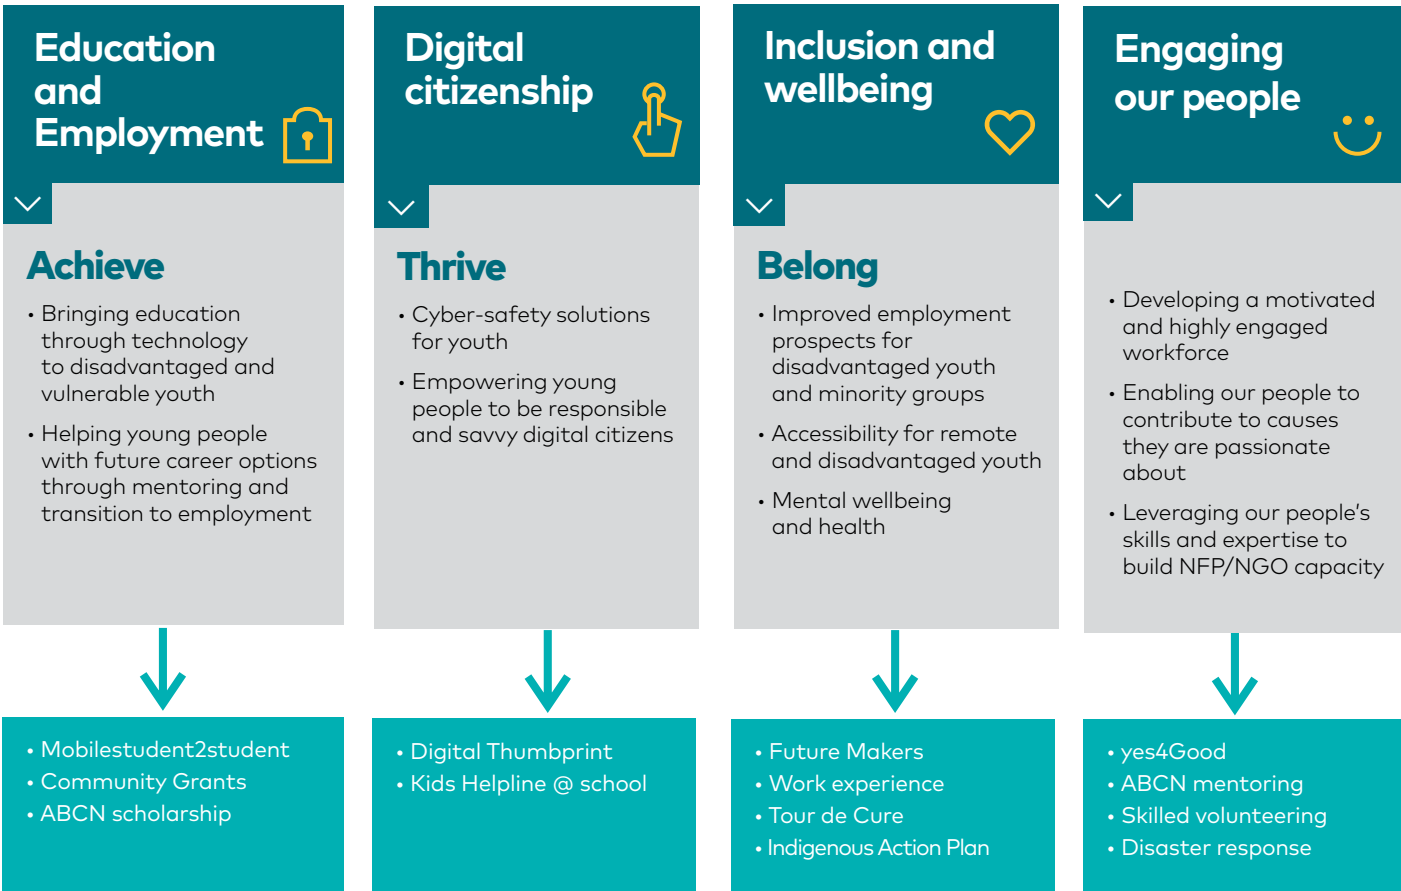 Education
and
Employment
Achieve
• Bringing education
through technology
to disadvantaged and
vulnerable youth
• Helping young people
with future career options
through mentoring and
transition to employment
• Mobilestudent2student
• Community Grants
• ABCN scholarship
Digital
citizenship
Thrive
• Cyber-safety solutions
for youth
• Empowering young
people to be responsible
and savvy digital citizens
• Digital Thumbprint
• Kids Helpline @ school
Inclusion and
wellbeing
Belong
• Improved employment
prospects for
disadvantaged youth
and minority groups
• Accessibility for remote
and disadvantaged youth
• Mental wellbeing
and health
• Future Makers
• Work experience
• Tour de Cure
• Indigenous Action Plan
Engaging
our people
• Developing a motivated
and highly engaged
workforce
• Enabling our people to
contribute to causes
they are passionate
about
• Leveraging our people’s
skills and expertise to
build NFP/NGO capacity
• yes4Good
• ABCN mentoring
• Skilled volunteering
• Disaster response